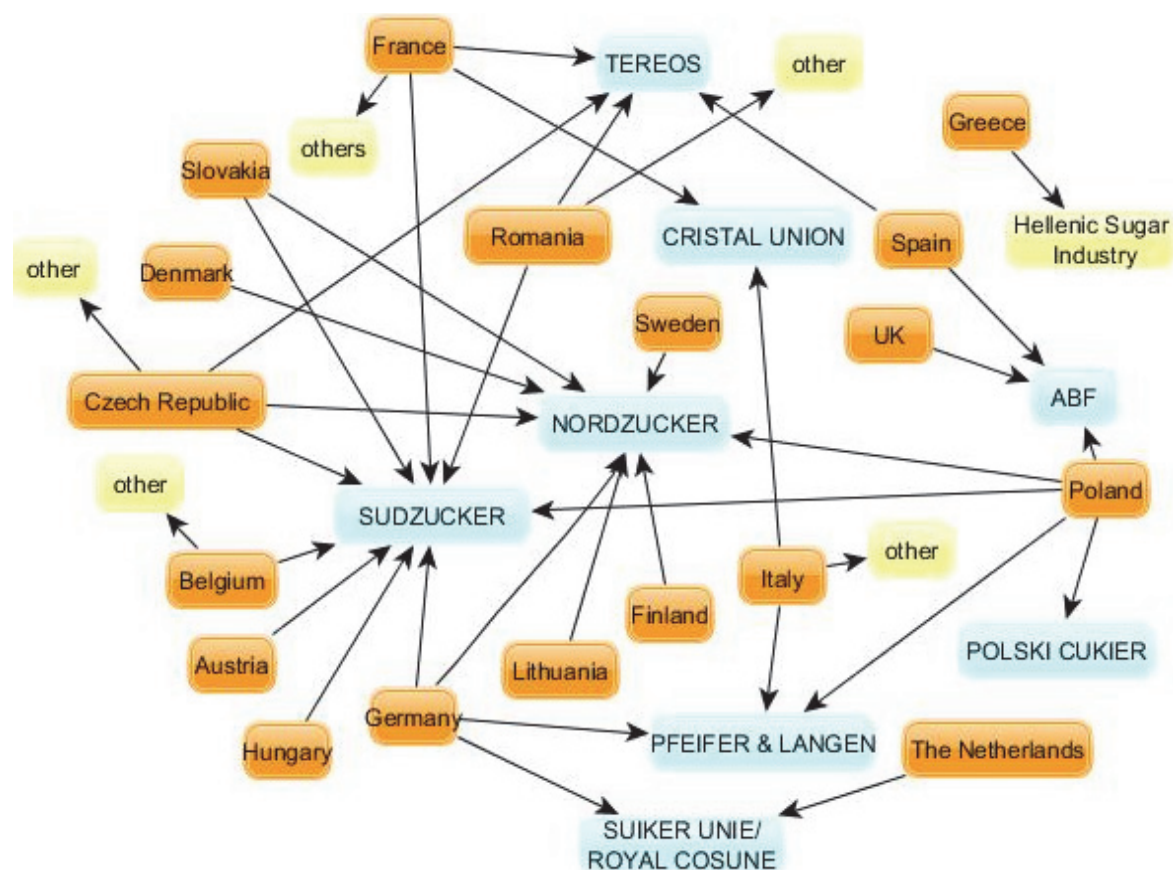 France
TEREOS
other
Greece
others
Slovakia
Romania
CRISTAL UNION
Spain
Hellenic Sugar
Industry
other
Denmark
Sweden
UK
Czech Republic
NORDZUCKER
ABF
other
SUDZUCKER
Poland
Belgium
Italy
other
Finland
Austria
Lithuania
POLSKI CUKIER
Germany
Hungary
PFEIFER & LANGEN
The Netherlands
SUIKER UNIE/
ROYAL COSUNE